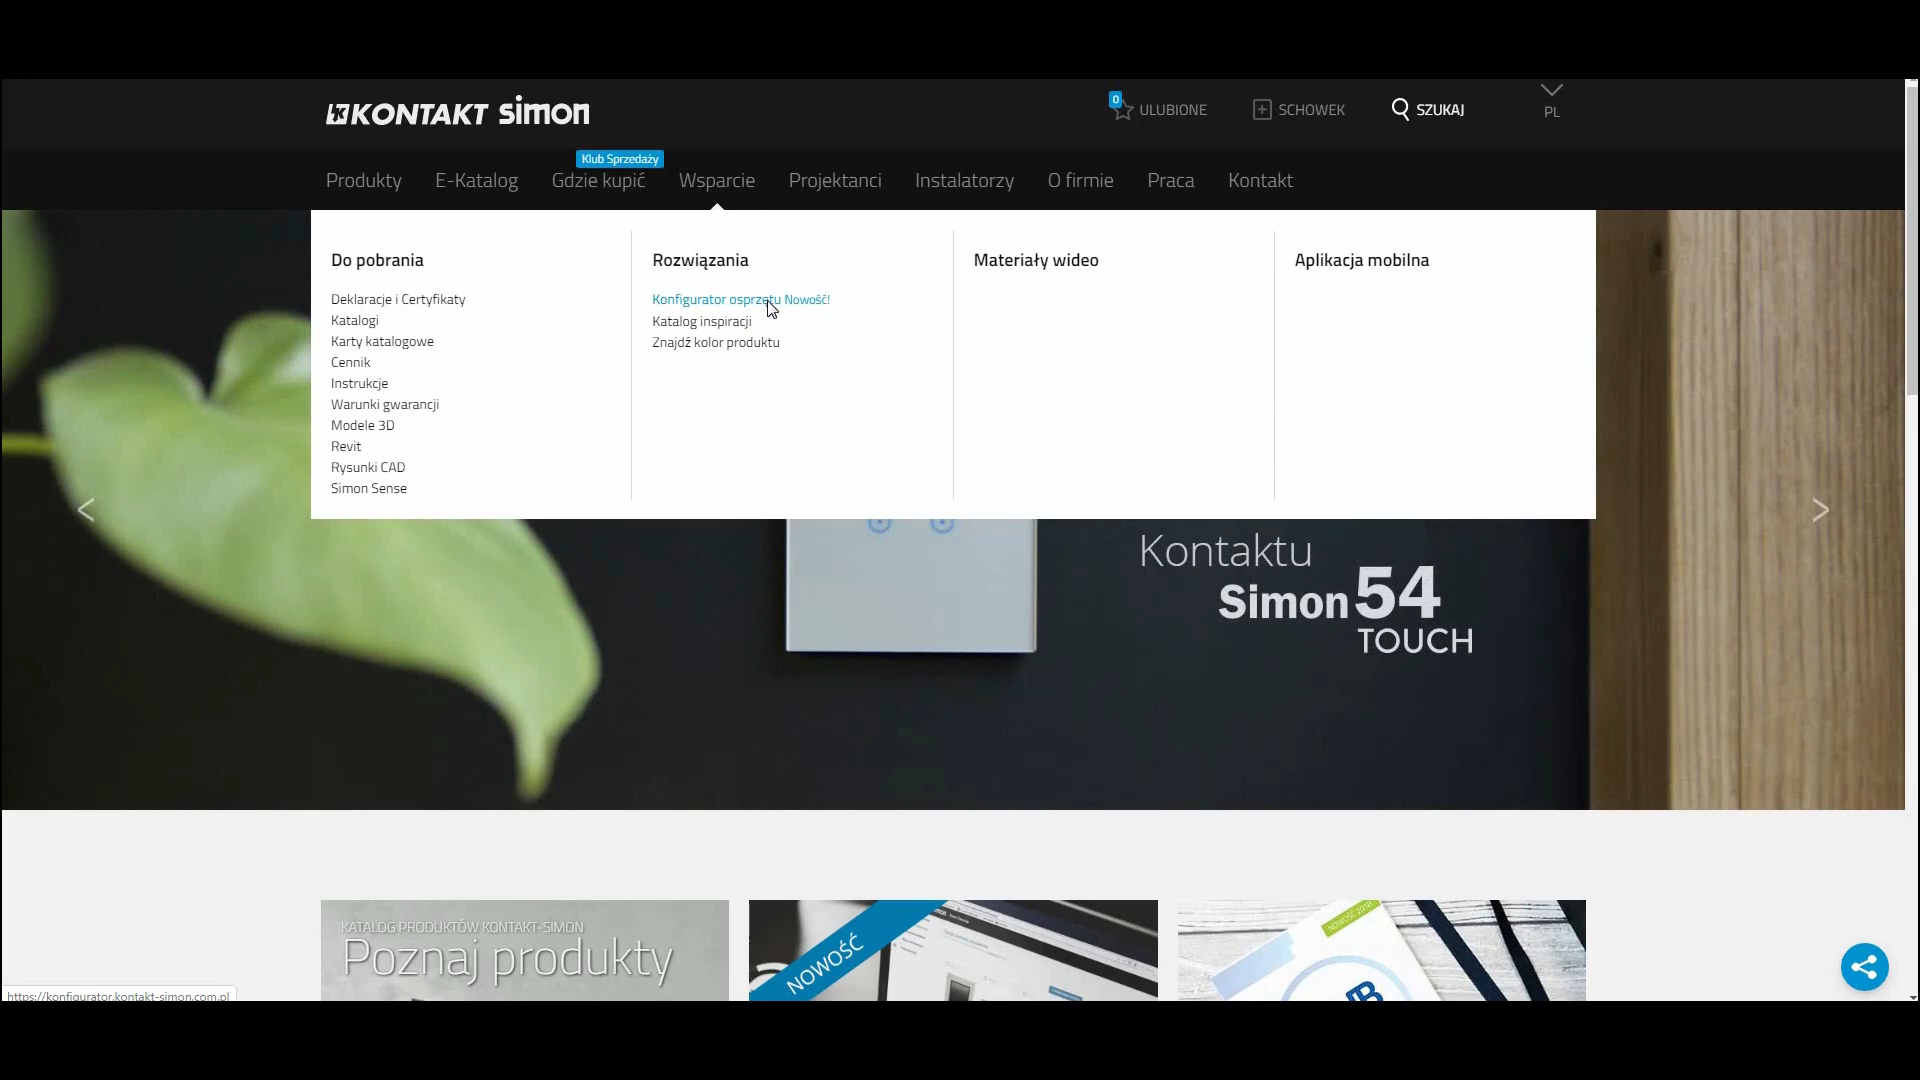 KONTAKT simon
0
ULUBIONE
SCHOWEK
SZUKAJ
PL
Klub Sprzedaży
Produkty
E-Katalog
Gdzie kupić
Wsparcie
Projektanci
Instalatorzy
O firmie
Praca
Kontakt
Do pobrania
Deklaracje i Certyfikaty
Katalogi
Karty katalogowe
Cennik
Instrukcje
Warunki gwarancji
Modele 3D
Revit
Rysunki CAD
Simon Sense
Rozwiązania
Konfigurator osprzętu Nowość!
Katalog inspiracji
Znajdź kolor produktu
Materiały wideo
Aplikacja mobilna
Kontaktu
Simon 54
TOUCH
KATALOG PRODUKTÓW KONTAKT-SIMON
Poznaj produkty
NOWOŚĆ
NOWOŚĆ 2018
https://konfigurator.kontakt-simon.com.pl